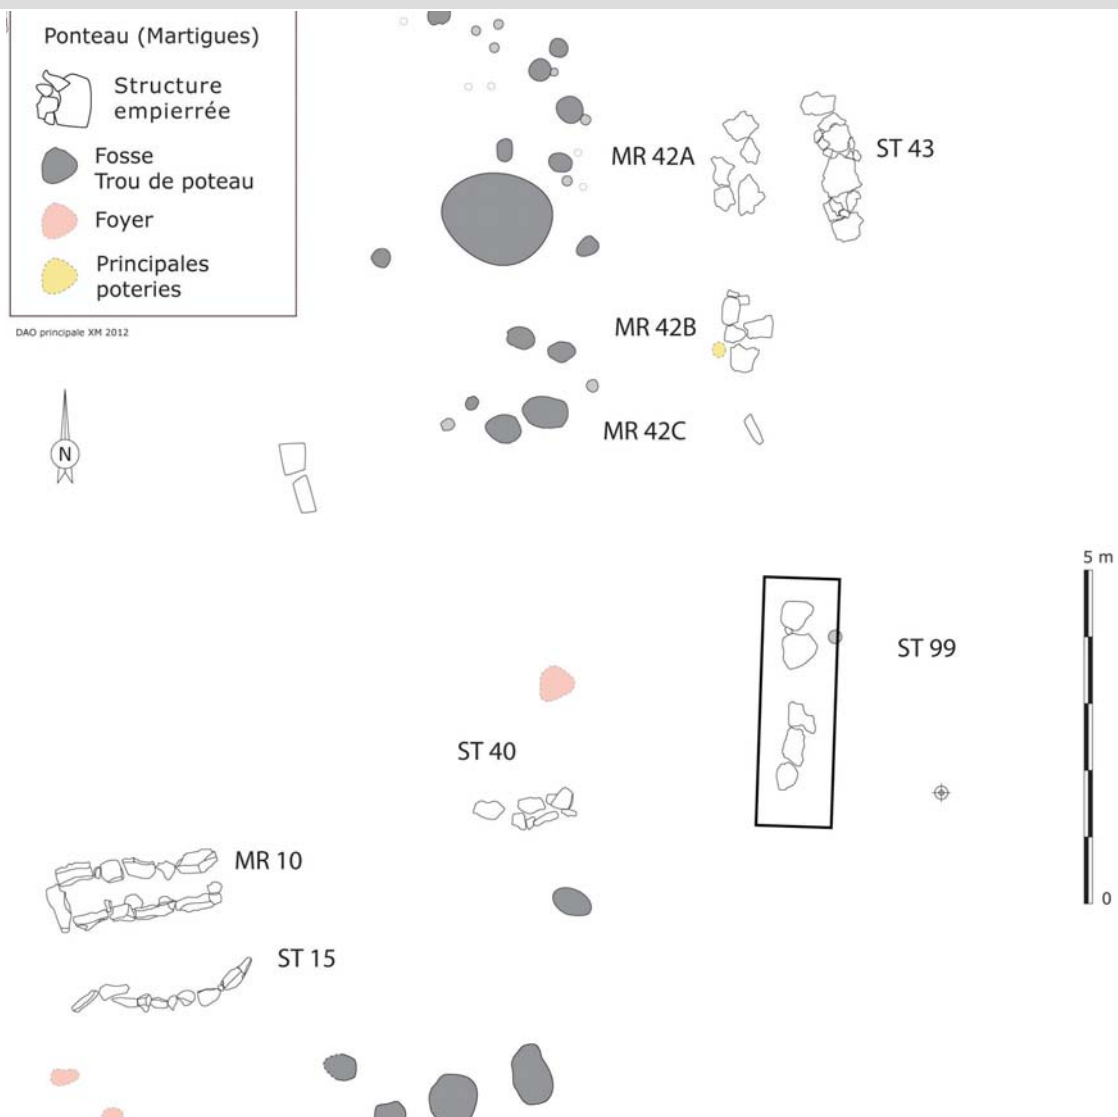 Ponteau (Martigues)
Structure
empierrée
Fosse
Trou de poteau
Foyer
Principales
poteries
DAO principale XM 2012
N
MR 42A
ST 43
MR 42B
MR 42C
5 m
ST 99
ST 40
MR 10
0
ST 15